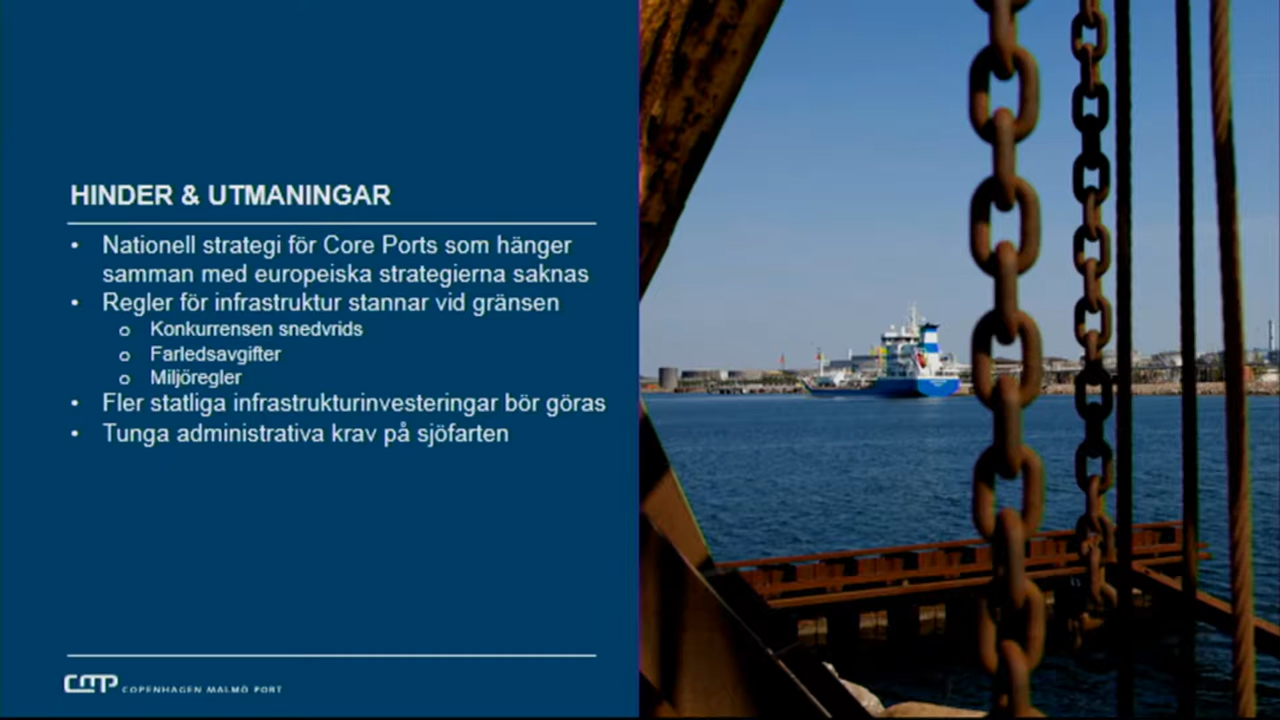 HINDER & UTMANINGAR
• Nationell strategi för Core Ports som hänger
samman med europeiska strategierna saknas
• Regler för infrastruktur stannar vid gränsen
o Konkurrensen snedvrids
o Farledsavgifter
o Miljöregler
• Fler statliga infrastrukturinvesteringar bör göras
• Tunga administrativa krav på sjöfarten
CMP COPENHAGEN MALMÖ PORT